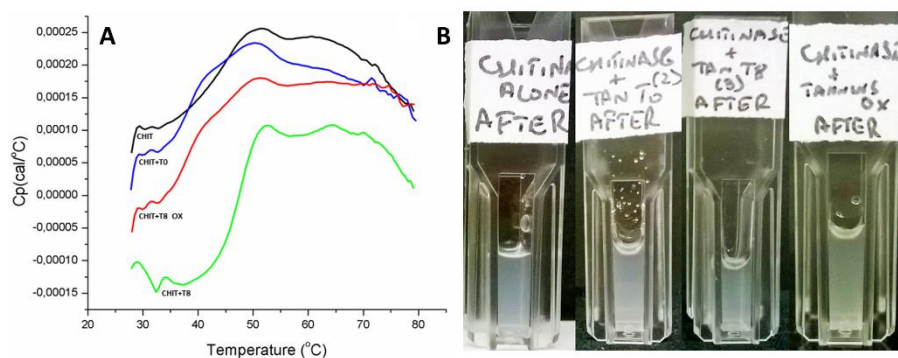 A
0,00025
0,00020
0,00015
0,00010
0,00005
0,00000
-0,00005
-0,00010
-0,00015
Cp(cal/°C)
CHIT
CHIT+T0
CHIT+T8 OX
CHIT+T8
20 30 40 50 60 70 80
Temperature (°C)
B
CHITINA
ALONE
AFTER
CHITINASE
+ (2)
TAN T0
AFTER
CHITINASE
+
TAN T8
(3)
AFTER
CHITINASE
+
OX
AFTER